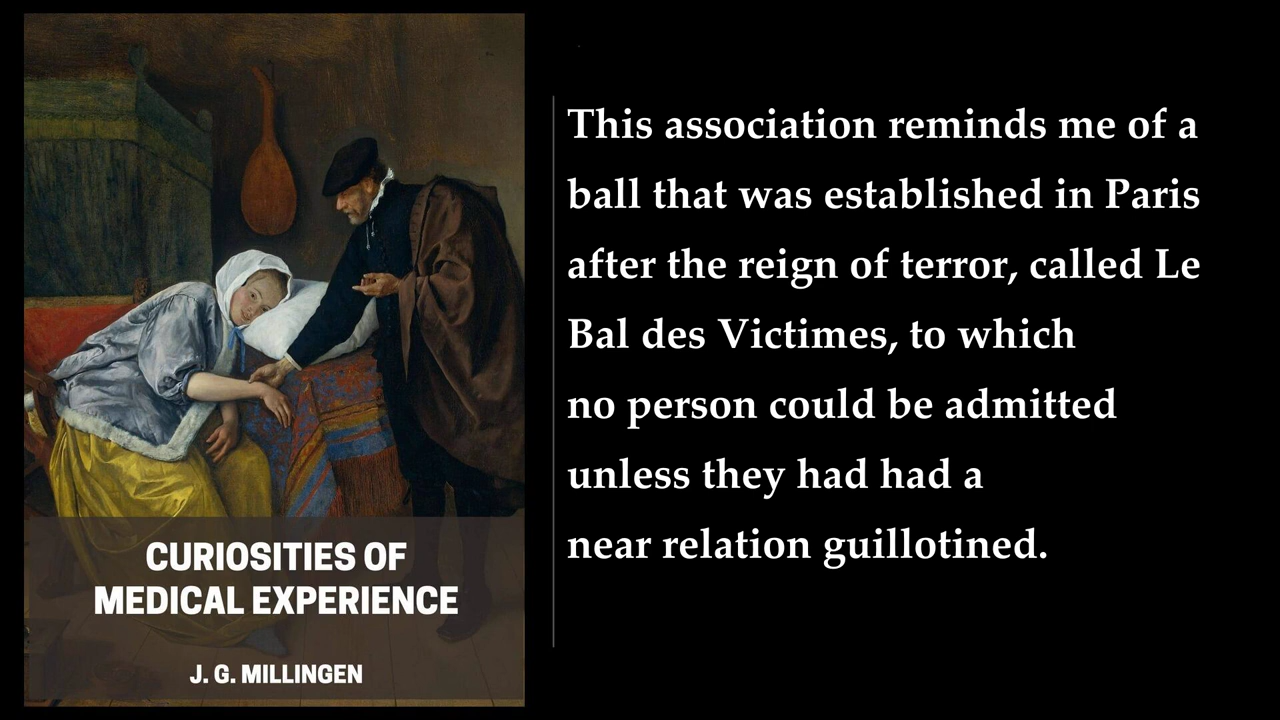 CURIOSITIES OF
MEDICAL EXPERIENCE
J. G. MILLINGEN
This association reminds me of a
ball that was established in Paris
after the reign of terror, called Le
Bal des Victimes, to which
no person could be admitted
unless they had had a
near relation guillotined.